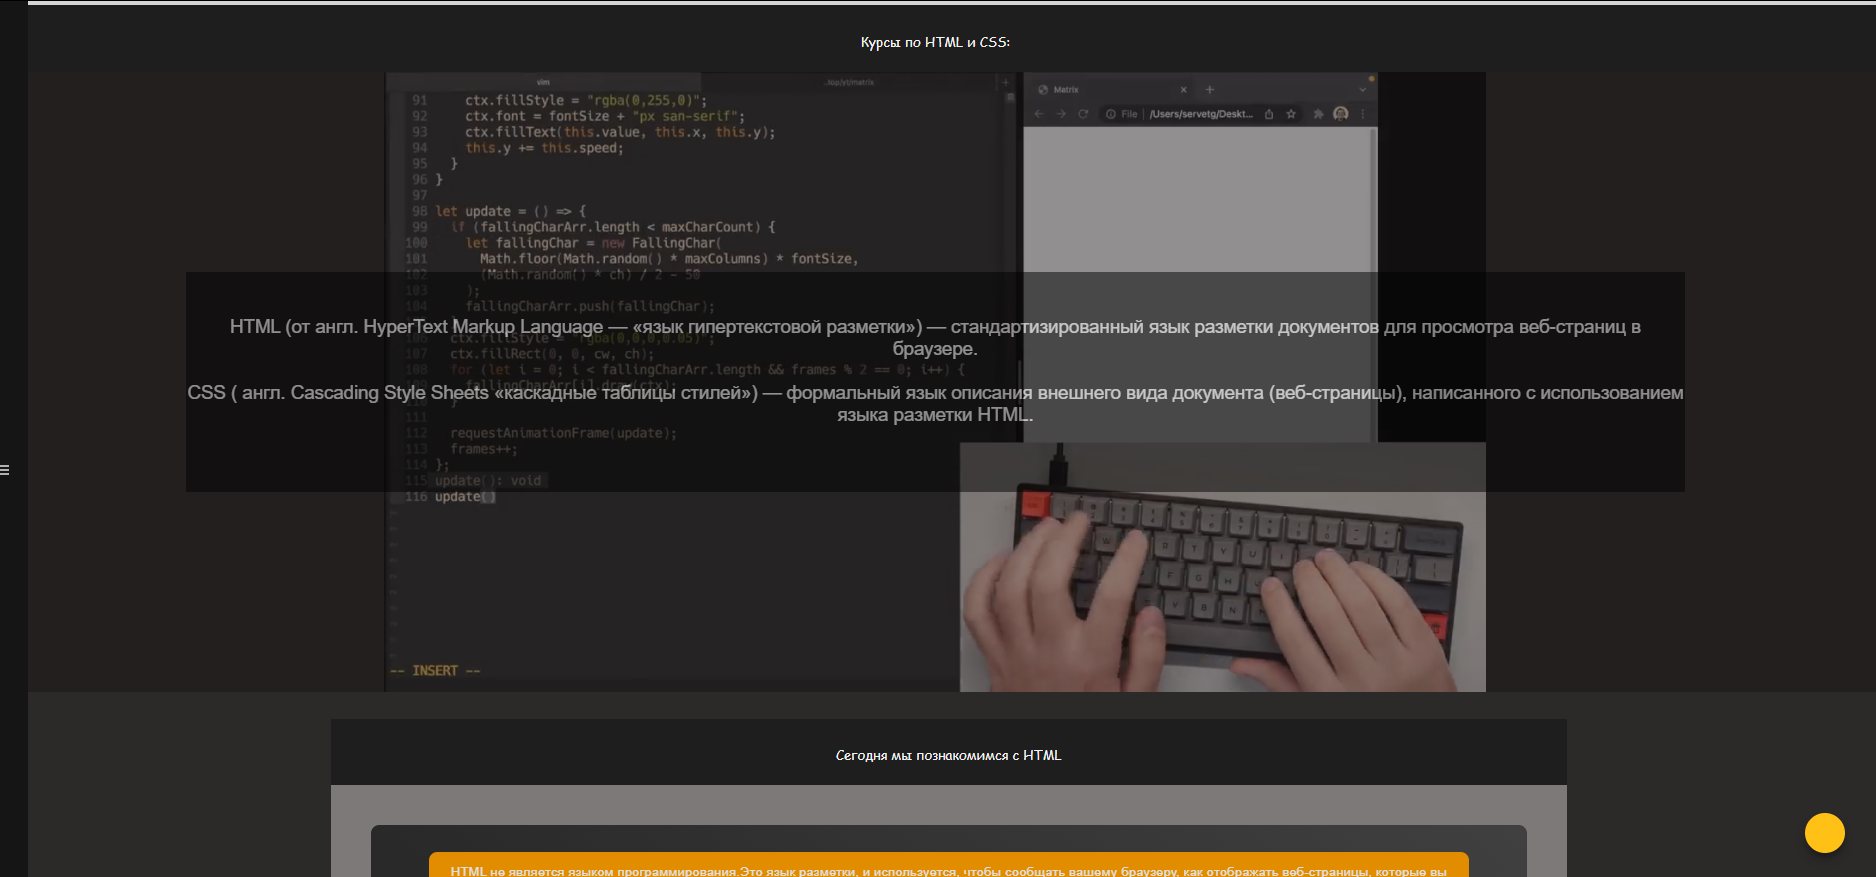 Курсы по HTML и CSS:
vim
Matrix
File
/Users/servetg/Deskt...
91 ctx.fillStyle = "rgba(0,255,0)";
92 ctx.font = fontSize + "px san-serif";
93 ctx.fillText(this.value, this.x, this.y);
94 this.y += this.speed;
95 }
96 }
97
98 let update = () => {
99 if (fallingCharArr.length < maxCharCount) {
100 let fallingChar = new FallingChar(
101 Math.floor(Math.random() * maxColumns) * fontSize,
102 (Math.random() * ch) / 2 - 50
103 );
104 fallingCharArr.push(fallingChar);
HTML (от англ. HyperText Markup Language — «язык гипертекстовой разметки») — стандартизированный язык разметки документов для просмотра веб-страниц в
браузере.
106 ctx.fillStyle = "rgba(0,0,0,0.05)";
107 ctx.fillRect(0, 0, cw, ch);
108 for (let i = 0; i < fallingCharArr.length && frames % 2 == 0; i++) {
fallingCharArr[i].draw(ctx);
CSS ( англ. Cascading Style Sheets «каскадные таблицы стилей») — формальный язык описания внешнего вида документа (веб-страницы), написанного с использованием
языка разметки HTML.
111
112 requestAnimationFrame(update);
113 frames++;
114 };
115 update(): void
116 update()
-- INSERT --
Сегодня мы познакомимся с HTML
HTML не является языком программирования.Это язык разметки, и используется, чтобы сообщать вашему браузеру, как отображать веб-страницы, которые вы